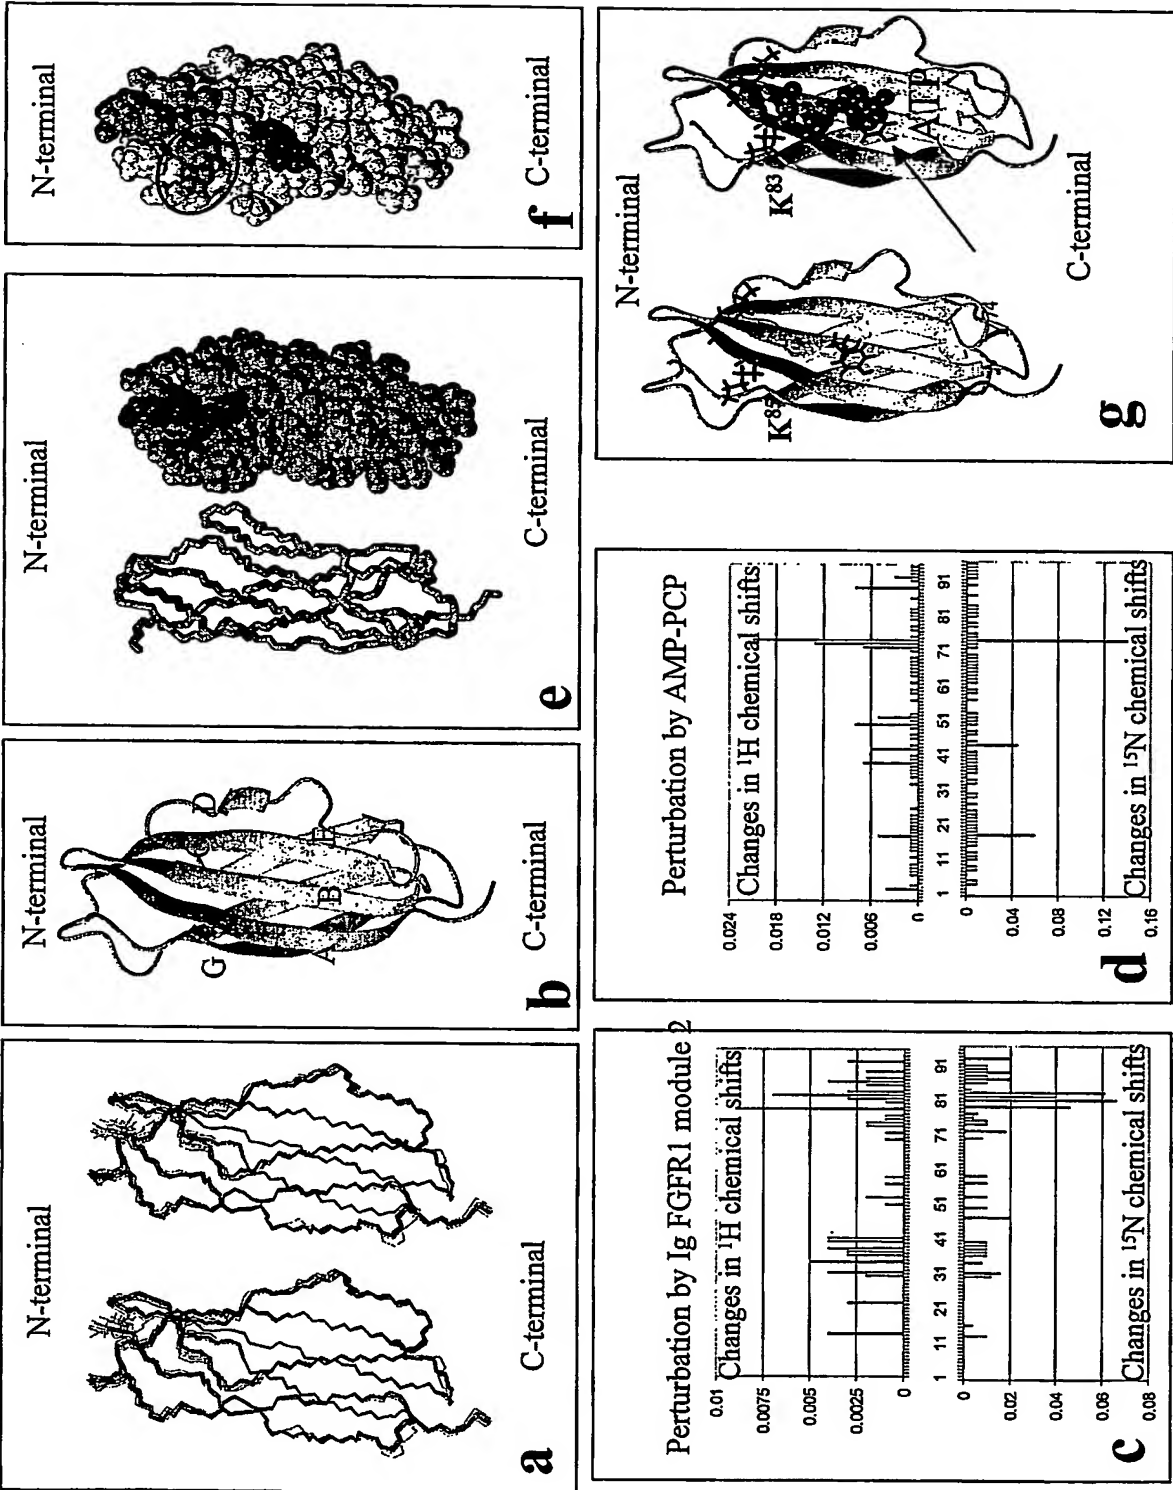 N-terminal
C-terminal
a
N-terminal
G
D
C
B
A
C-terminal
b
N-terminal
C-terminal
e
N-terminal
C-terminal
f
Perturbation by Ig FGFR1 module 2
Changes in ¹H chemical shifts
0.01
0.0075
0.005
0.0025
0
1 11 21 31 41 51 61 71 81 91
0
0.02
0.04
0.06
0.08
Changes in ¹⁵N chemical shifts
c
Perturbation by AMP-PCP
Changes in ¹H chemical shifts
0.024
0.018
0.012
0.006
0
1 11 21 31 41 51 61 71 81 91
0
0.04
0.08
0.12
0.16
Changes in ¹⁵N chemical shifts
d
N-terminal
K⁸⁵
K⁸³
C-terminal
g